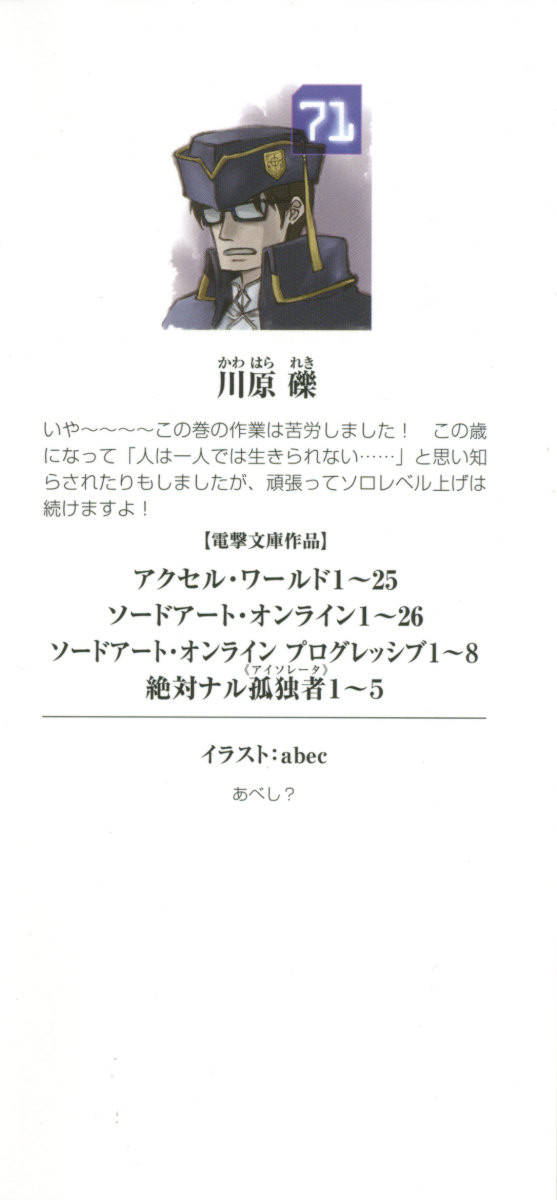 71
かわ はら れき
川原 礫
いや～～～～この巻の作業は苦労しました！　この歳
になって「人は一人では生きられない……」と思い知
らされたりもしましたが、頑張ってソロレベル上げは
続けますよ！
【電撃文庫作品】
アクセル・ワールド1～25
ソードアート・オンライン1～26
ソードアート・オンライン プログレッシブ1～8
《アイソレータ》
絶対ナル孤独者1～5
イラスト：abec
あべし？